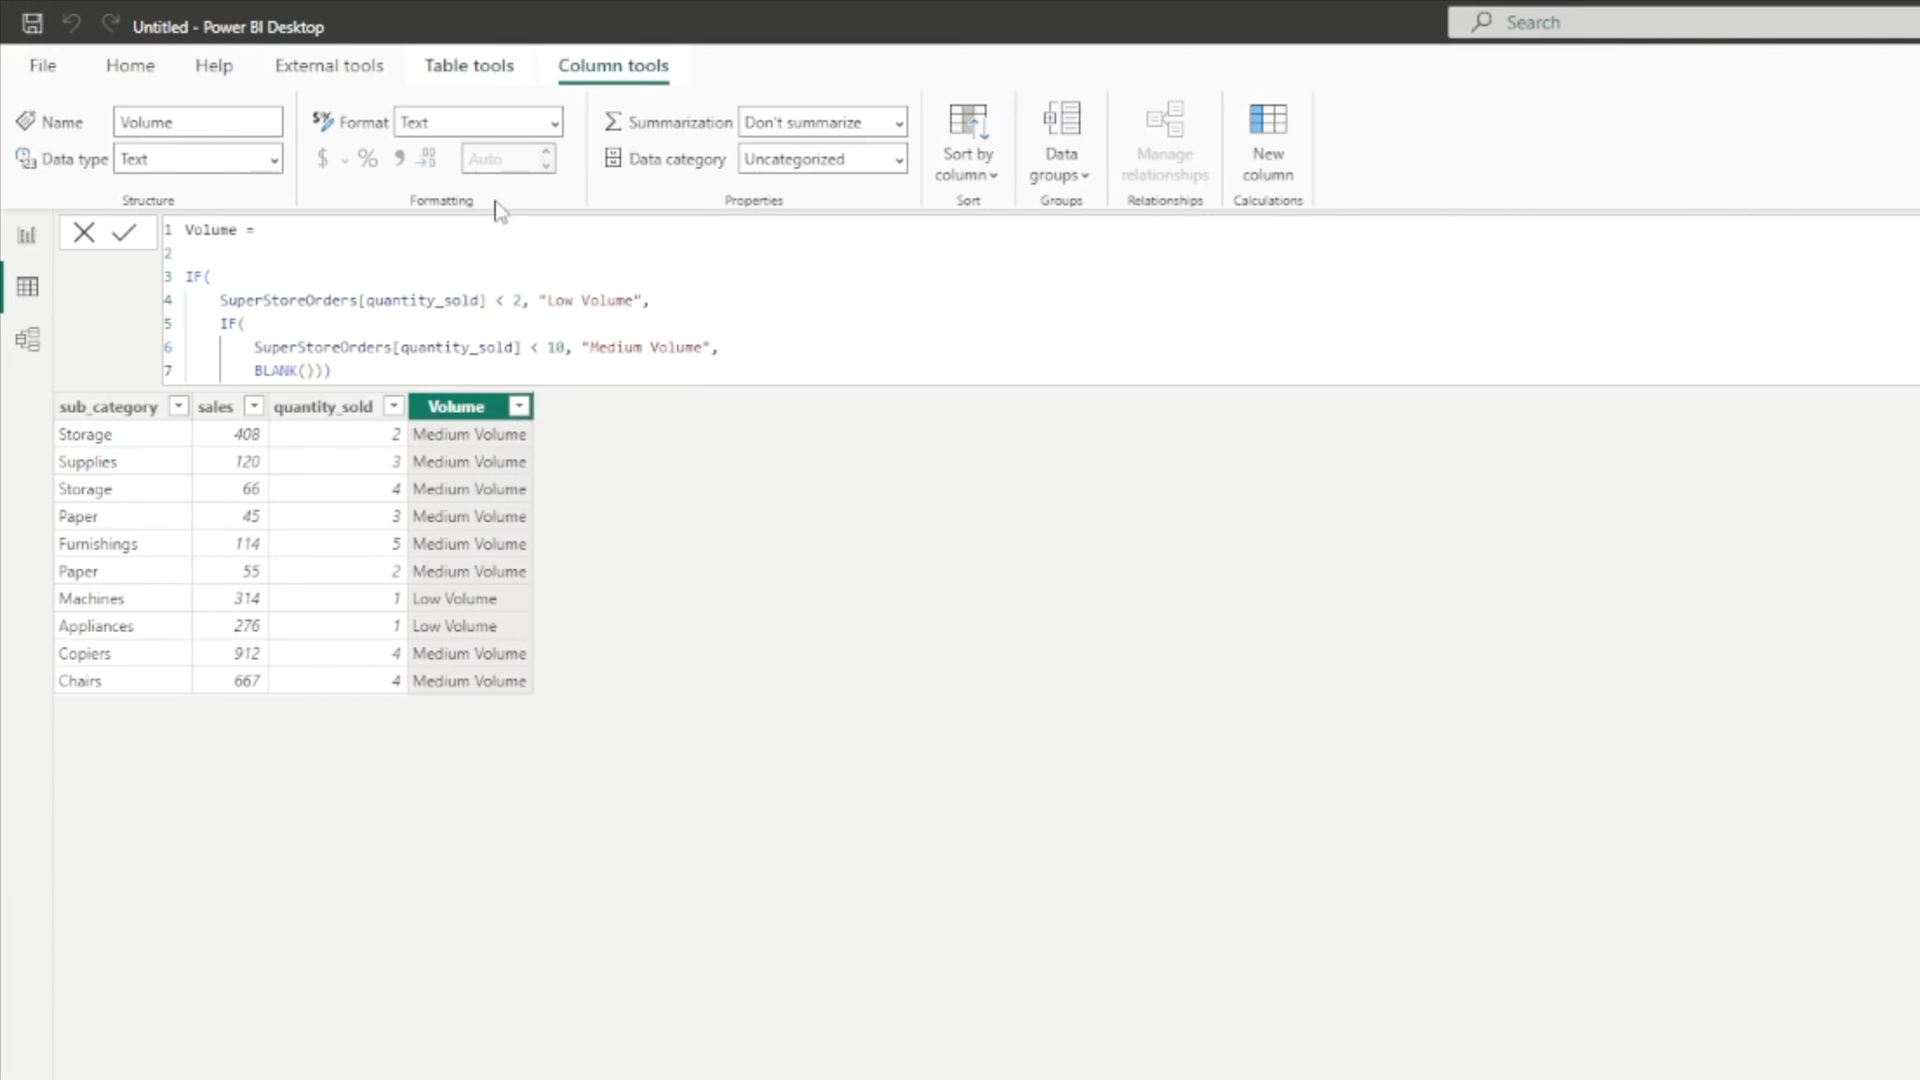 Untitled - Power BI Desktop
Search
File Home Help External tools Table tools Column tools
Name Volume
Format Text
Summarization Don't summarize
Data type Text
$ % Auto
Data category Uncategorized
Sort by column
Data groups
Manage relationships
New column
Structure Formatting Properties Sort Groups Relationships Calculations
1 Volume =
2
3 IF(
4 SuperStoreOrders[quantity_sold] < 2, "Low Volume",
5 IF(
6 SuperStoreOrders[quantity_sold] < 10, "Medium Volume",
7 BLANK()))
sub_category sales quantity_sold Volume
Storage 408 2 Medium Volume
Supplies 120 3 Medium Volume
Storage 66 4 Medium Volume
Paper 45 3 Medium Volume
Furnishings 114 5 Medium Volume
Paper 55 2 Medium Volume
Machines 314 1 Low Volume
Appliances 276 1 Low Volume
Copiers 912 4 Medium Volume
Chairs 667 4 Medium Volume